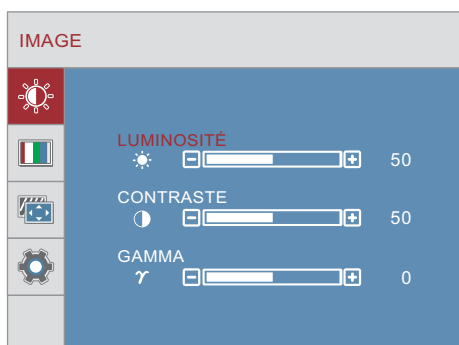 IMAGE
LUMINOSITÉ
50
CONTRASTE
50
GAMMA
γ 0